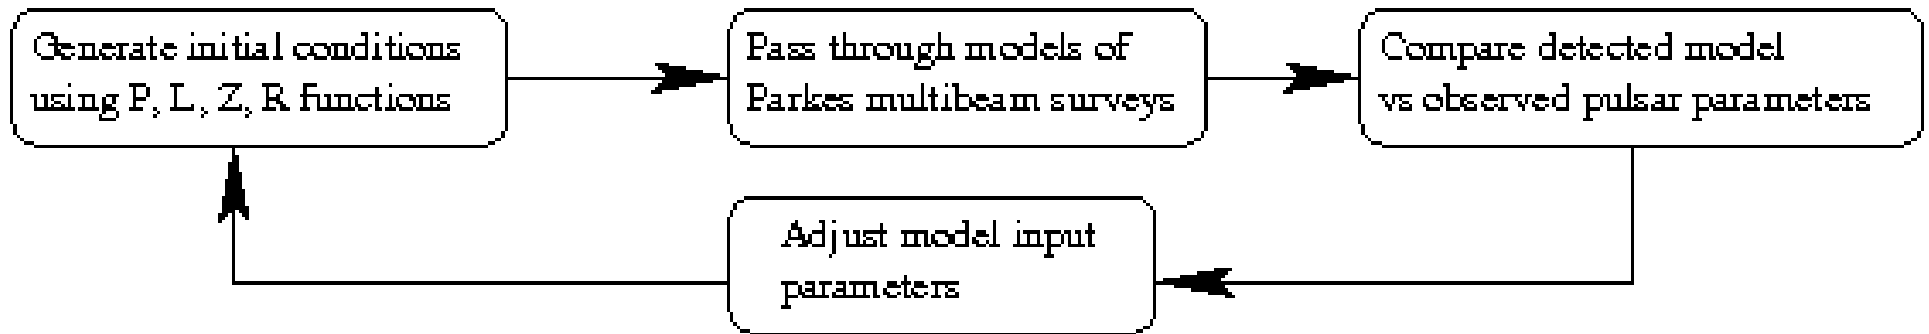 Generate initial conditions
using P, L, Z, R functions
Pass through models of
Parkes multibeam surveys
Compare detected model
vs observed pulsar parameters
Adjust model input
parameters